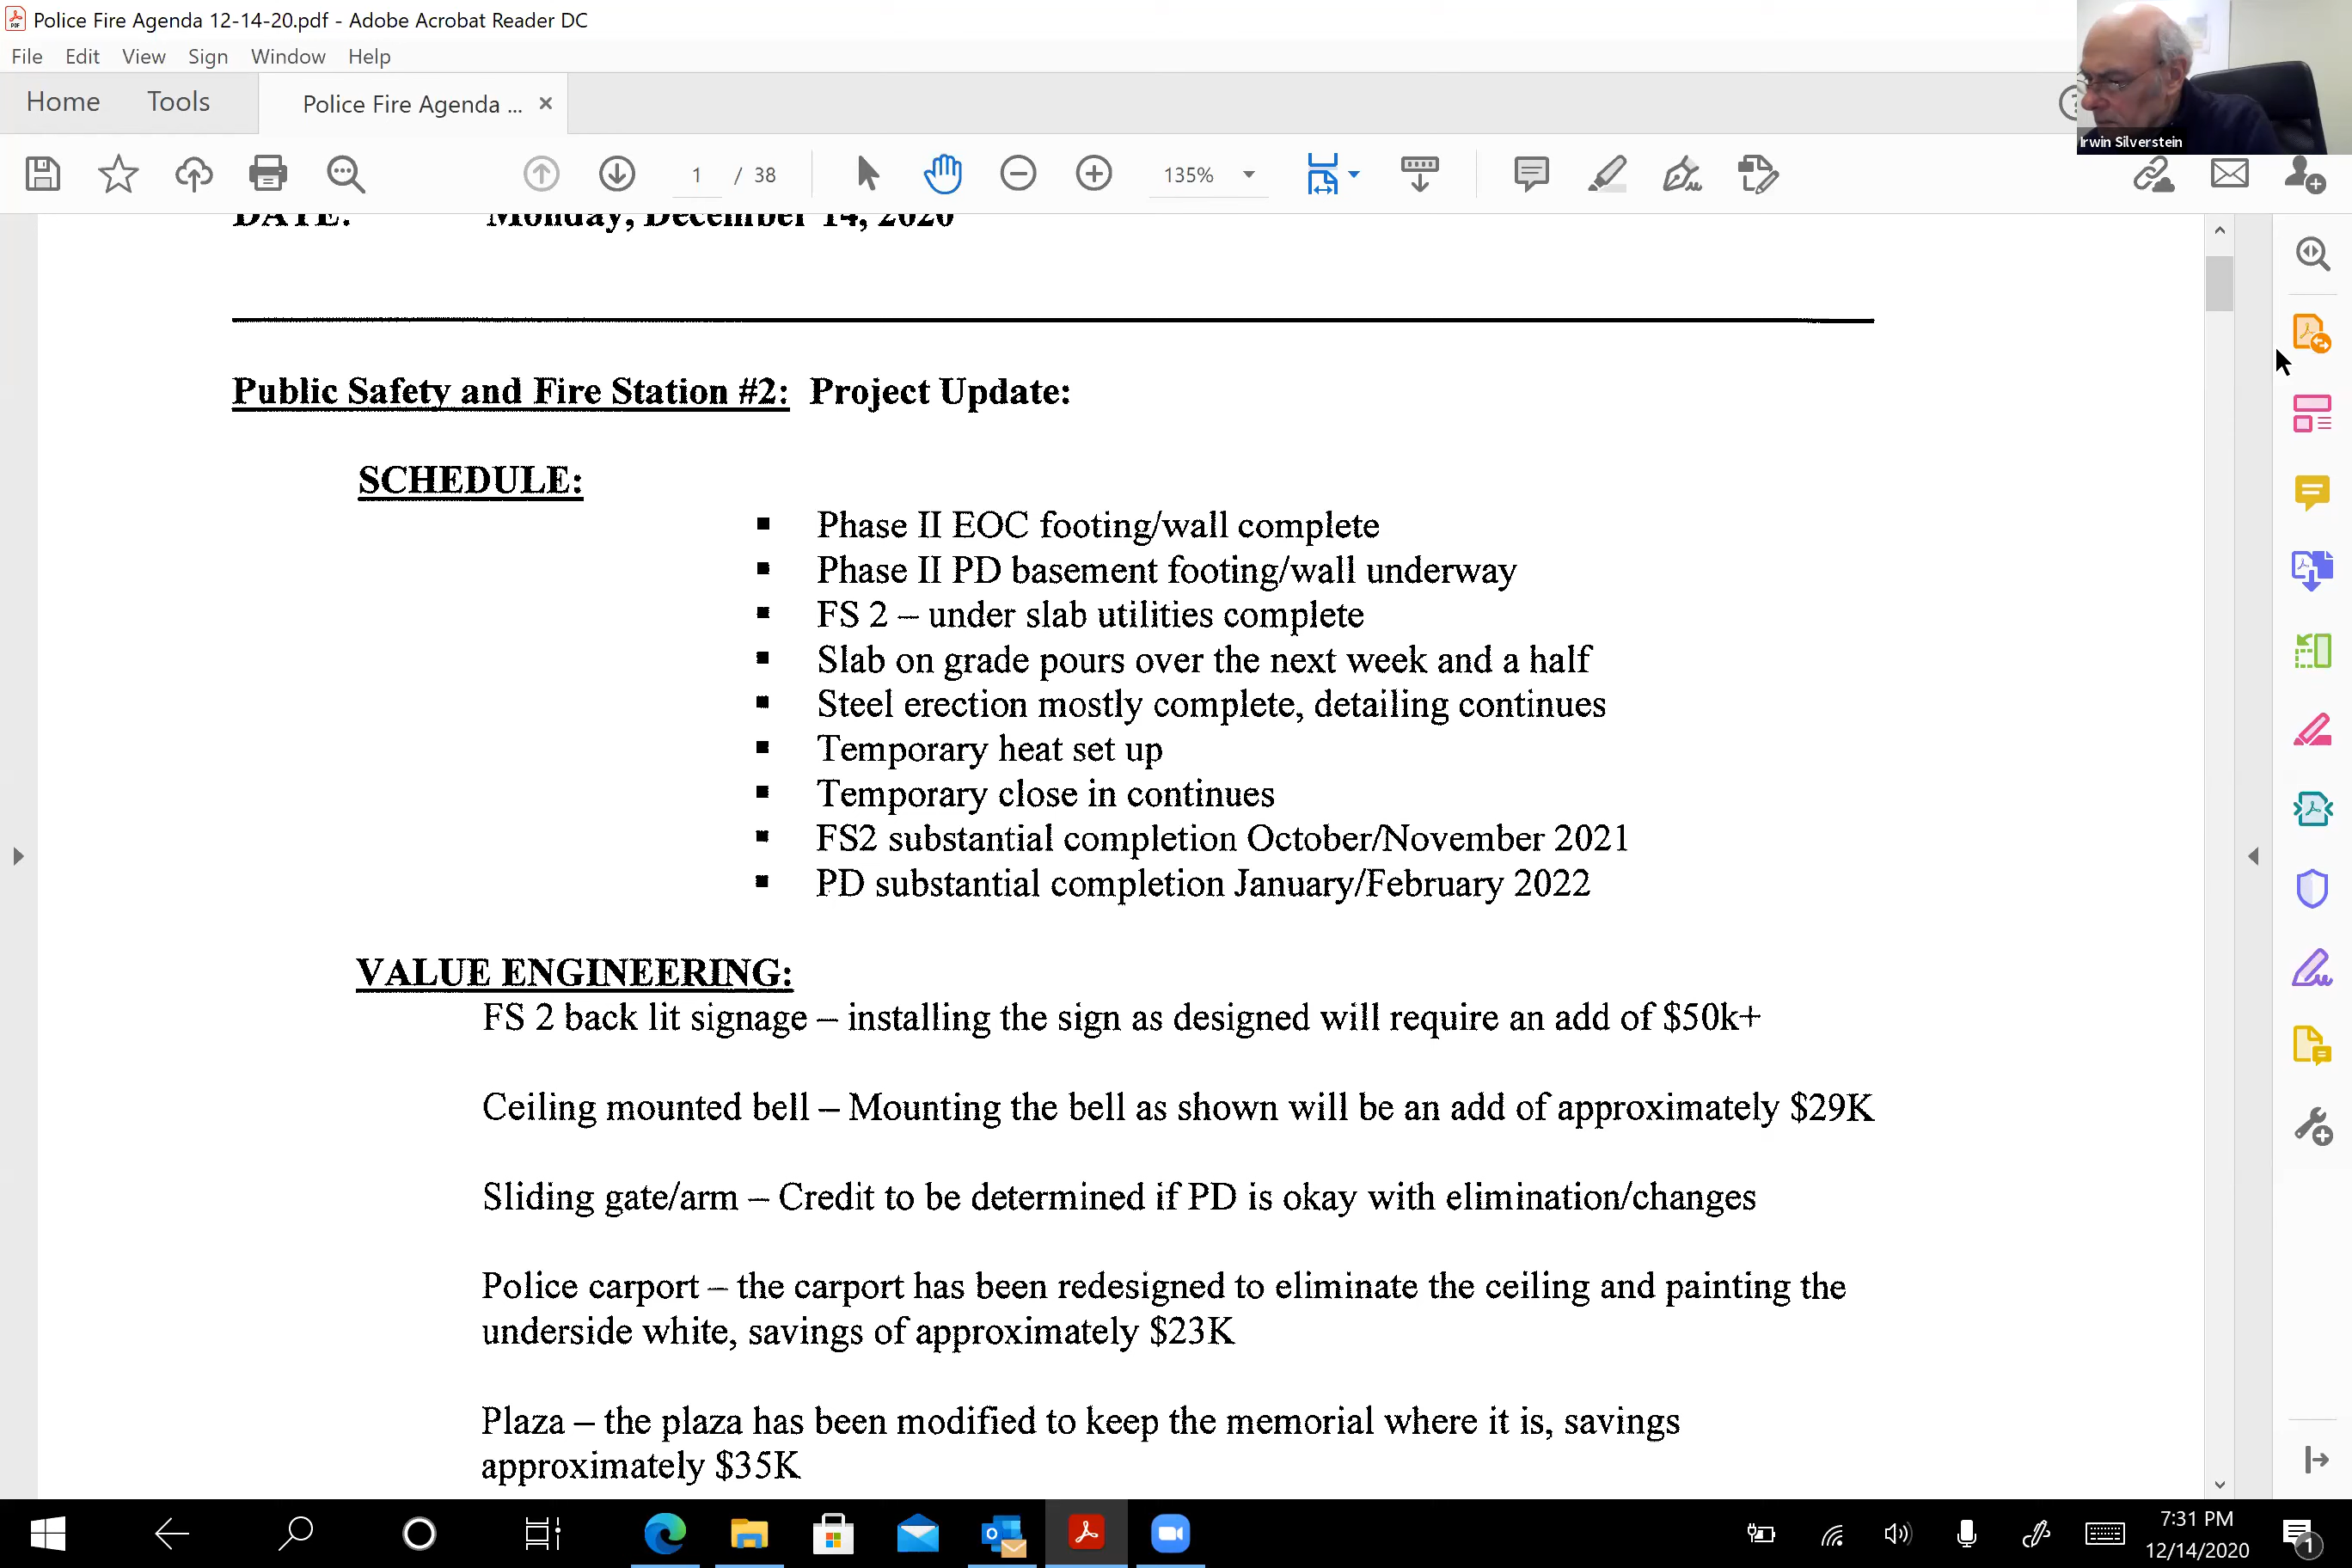 Police Fire Agenda 12-14-20.pdf - Adobe Acrobat Reader DC
File Edit View Sign Window Help
Home Tools Police Fire Agenda ... ×
1 / 38 135%
Irwin Silverstein
DATE: Monday, December 14, 2020
Public Safety and Fire Station #2: Project Update:
SCHEDULE:
▪ Phase II EOC footing/wall complete
▪ Phase II PD basement footing/wall underway
▪ FS 2 – under slab utilities complete
▪ Slab on grade pours over the next week and a half
▪ Steel erection mostly complete, detailing continues
▪ Temporary heat set up
▪ Temporary close in continues
▪ FS2 substantial completion October/November 2021
▪ PD substantial completion January/February 2022
VALUE ENGINEERING:
FS 2 back lit signage – installing the sign as designed will require an add of $50k+
Ceiling mounted bell – Mounting the bell as shown will be an add of approximately $29K
Sliding gate/arm – Credit to be determined if PD is okay with elimination/changes
Police carport – the carport has been redesigned to eliminate the ceiling and painting the
underside white, savings of approximately $23K
Plaza – the plaza has been modified to keep the memorial where it is, savings
approximately $35K
7:31 PM
12/14/2020
1